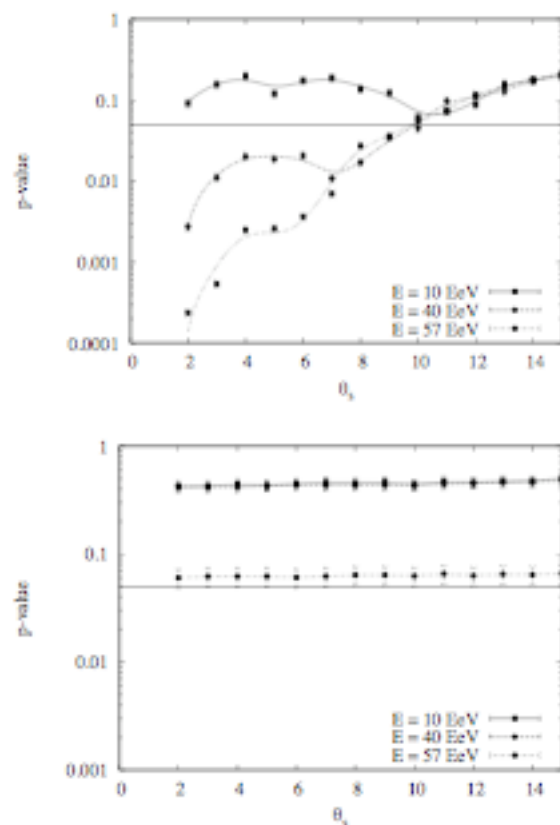 1
0.1
0.01
0.001
0.0001
p-value
E = 10 EeV
E = 40 EeV
E = 57 EeV
0 2 4 6 8 10 12 14
θs
1
0.1
0.01
0.001
p-value
E = 10 EeV
E = 40 EeV
E = 57 EeV
0 2 4 6 8 10 12 14
θs